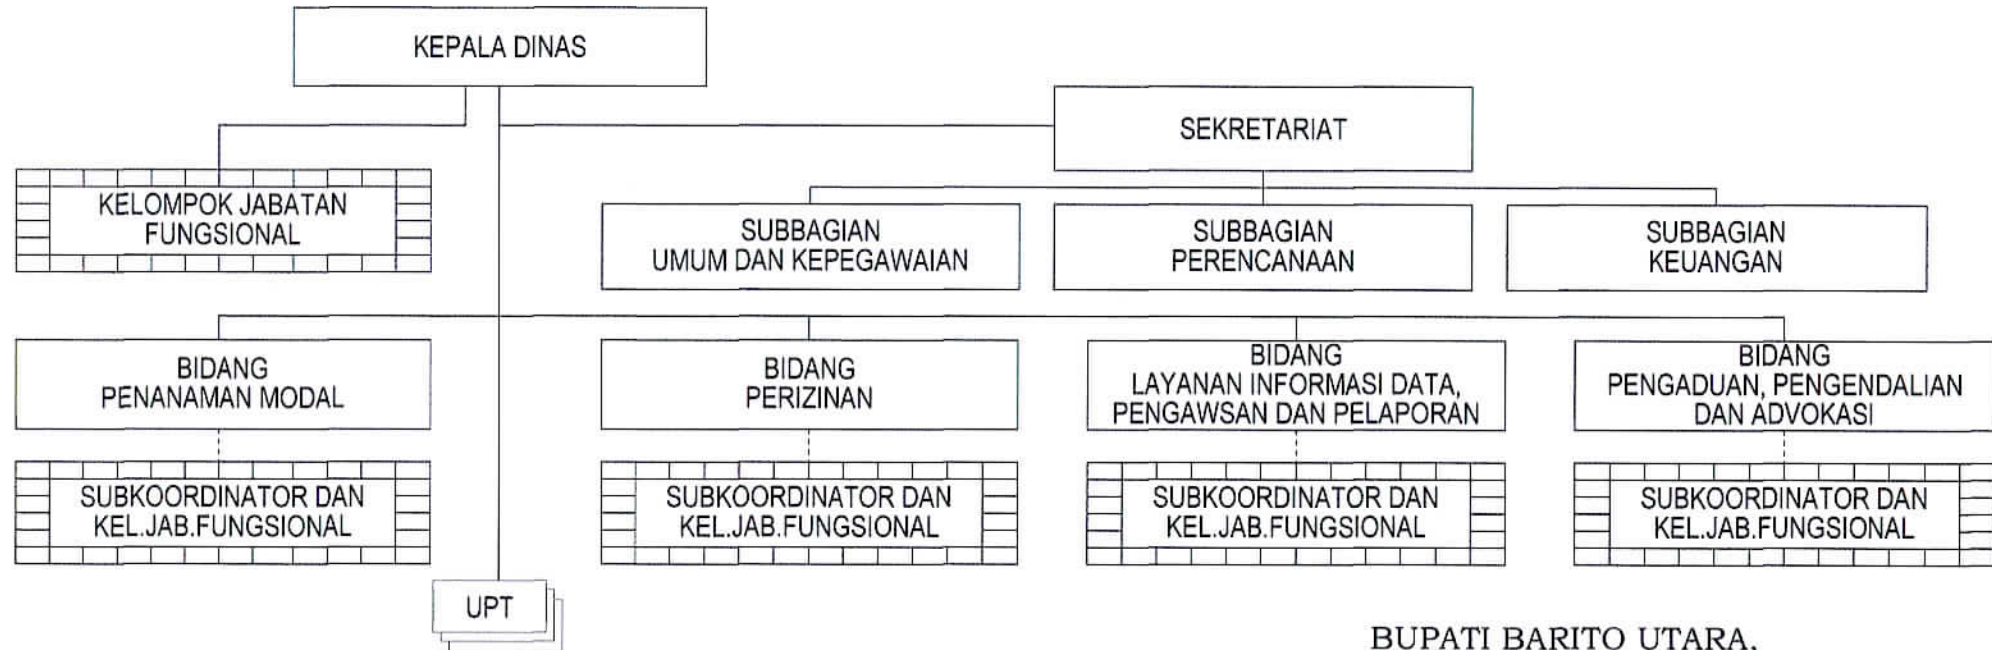 KEPALA DINAS
SEKRETARIAT
KELOMPOK JABATAN
FUNGSIONAL
SUBBAGIAN
UMUM DAN KEPEGAWAIAN
SUBBAGIAN
PERENCANAAN
SUBBAGIAN
KEUANGAN
BIDANG
PENANAMAN MODAL
BIDANG
PERIZINAN
BIDANG
LAYANAN INFORMASI DATA,
PENGAWSAN DAN PELAPORAN
BIDANG
PENGADUAN, PENGENDALIAN
DAN ADVOKASI
SUBKOORDINATOR DAN
KEL.JAB.FUNGSIONAL
SUBKOORDINATOR DAN
KEL.JAB.FUNGSIONAL
SUBKOORDINATOR DAN
KEL.JAB.FUNGSIONAL
SUBKOORDINATOR DAN
KEL.JAB.FUNGSIONAL
UPT
BUPATI BARITO UTARA,